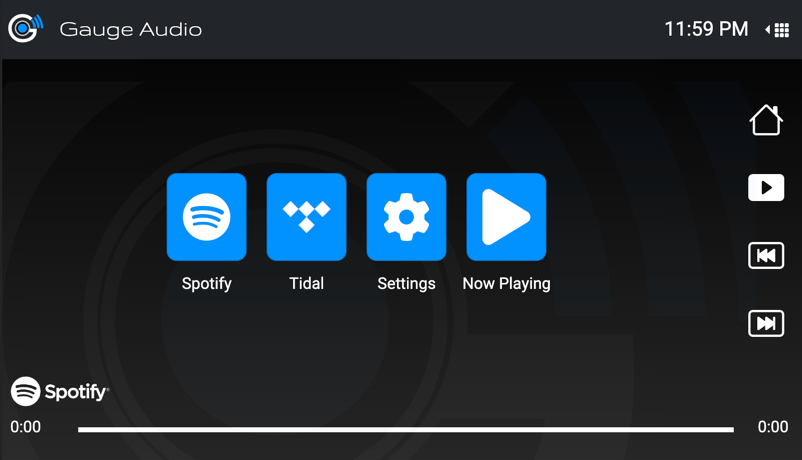 Gauge Audio
11:59 PM
Spotify
Tidal
Settings
Now Playing
Spotify
0:00
0:00